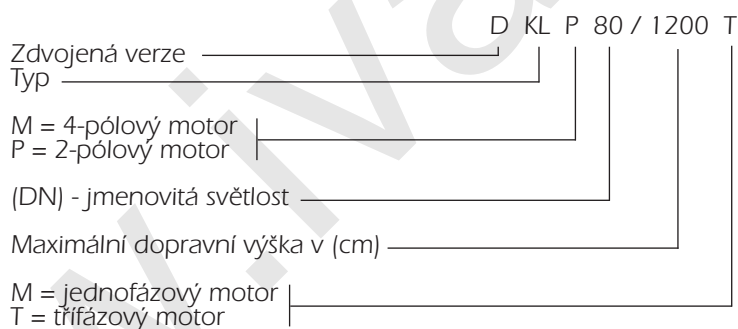 D KL P 80 / 1200 T
Zdvojená verze
Typ
M = 4-pólový motor
P = 2-pólový motor
(DN) - jmenovitá světlost
Maximální dopravní výška v (cm)
M = jednofázový motor
T = třífázový motor